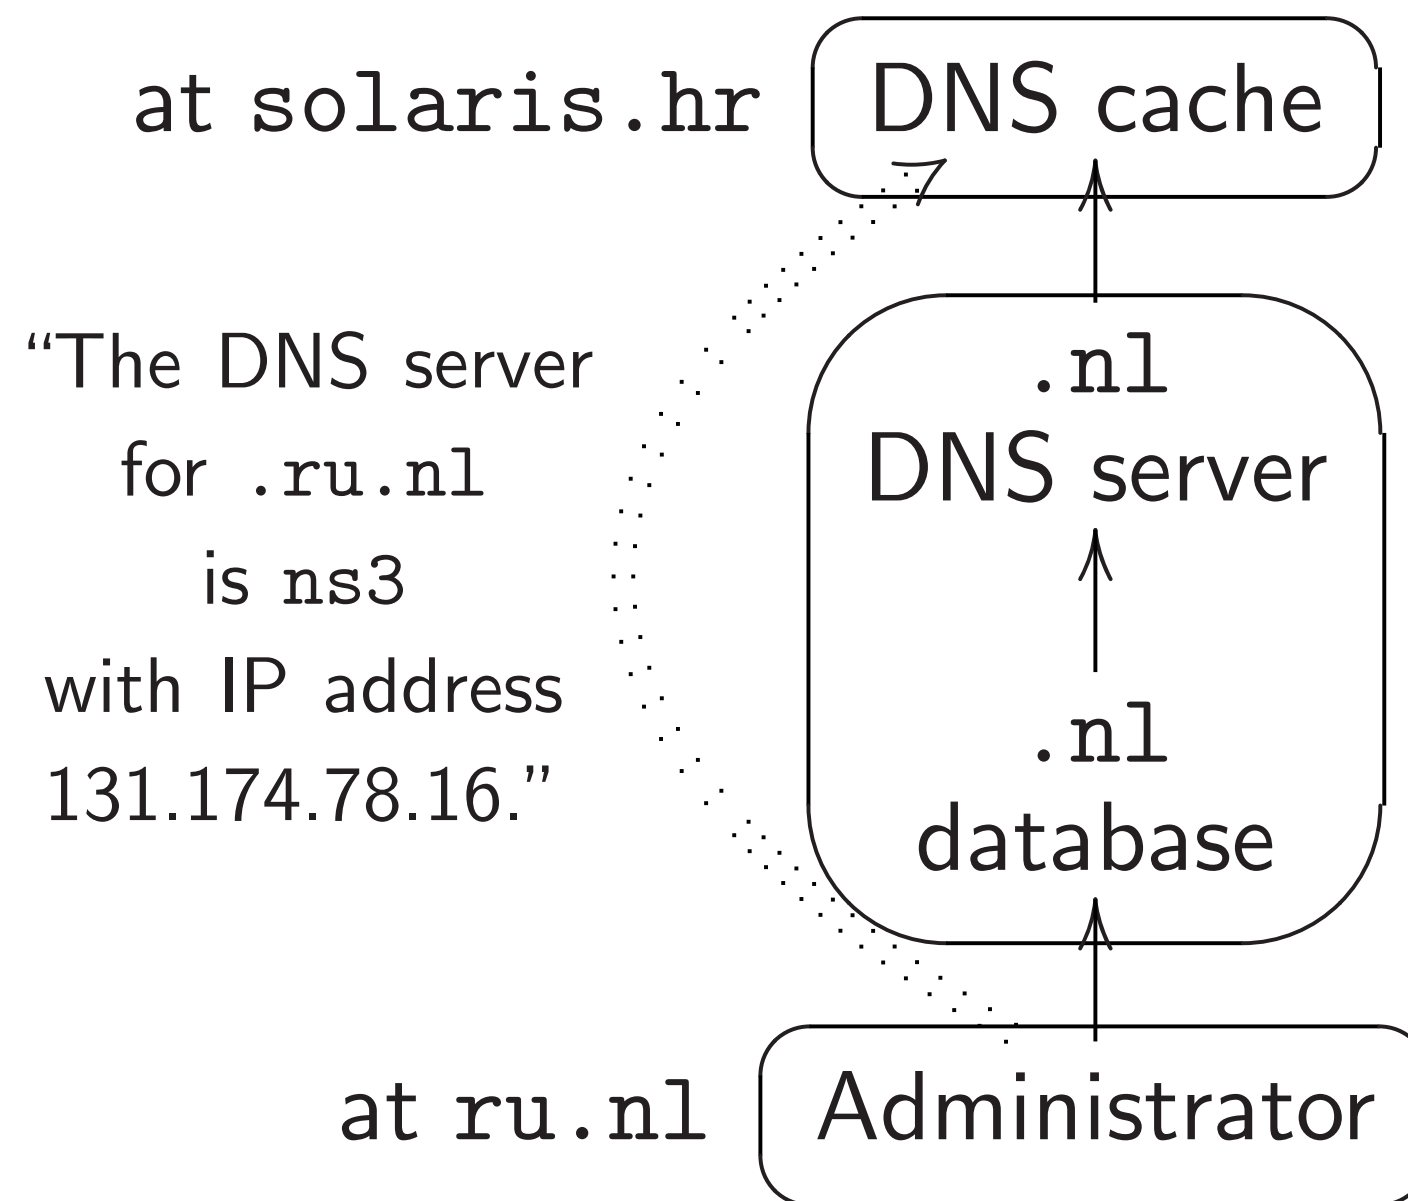 at solaris.hr DNS cache
“The DNS server
for .ru.nl
is ns3
with IP address
131.174.78.16.”
.nl
DNS server
.nl
database
at ru.nl Administrator